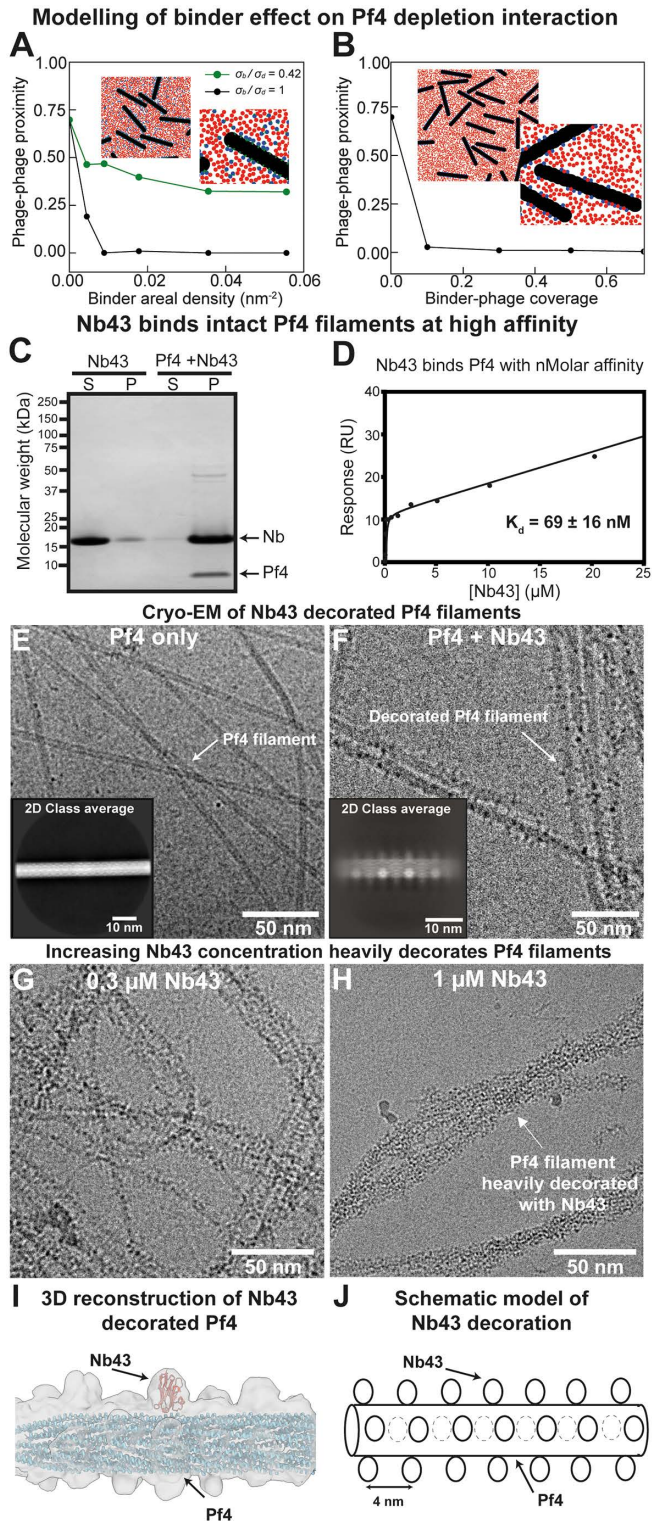 Modelling of binder effect on Pf4 depletion interaction
A
B
σb/σd = 0.42
σb/σd = 1
1.00
0.75
0.50
0.25
0.00
Phage-phage proximity
0.00
0.02
0.04
0.06
Binder areal density (nm-2)
1.00
0.75
0.50
0.25
0.00
Phage-phage proximity
0.0
0.2
0.4
0.6
Binder-phage coverage
Nb43 binds intact Pf4 filaments at high affinity
C
Nb43
Pf4 +Nb43
S
P
S
P
Molecular weight (kDa)
250
150
100
75
50
37
25
20
15
10
Nb
Pf4
D
Nb43 binds Pf4 with nMolar affinity
Response (RU)
40
30
20
10
0
0
5
10
15
20
25
[Nb43] (µM)
Kd = 69 ± 16 nM
Cryo-EM of Nb43 decorated Pf4 filaments
E
Pf4 only
Pf4 filament
2D Class average
10 nm
50 nm
F
Pf4 + Nb43
Decorated Pf4 filament
2D Class average
10 nm
50 nm
Increasing Nb43 concentration heavily decorates Pf4 filaments
G
0.3 µM Nb43
50 nm
H
1 µM Nb43
Pf4 filament
heavily decorated
with Nb43
50 nm
I
3D reconstruction of Nb43
decorated Pf4
Nb43
Pf4
J
Schematic model of
Nb43 decoration
Nb43
4 nm
Pf4